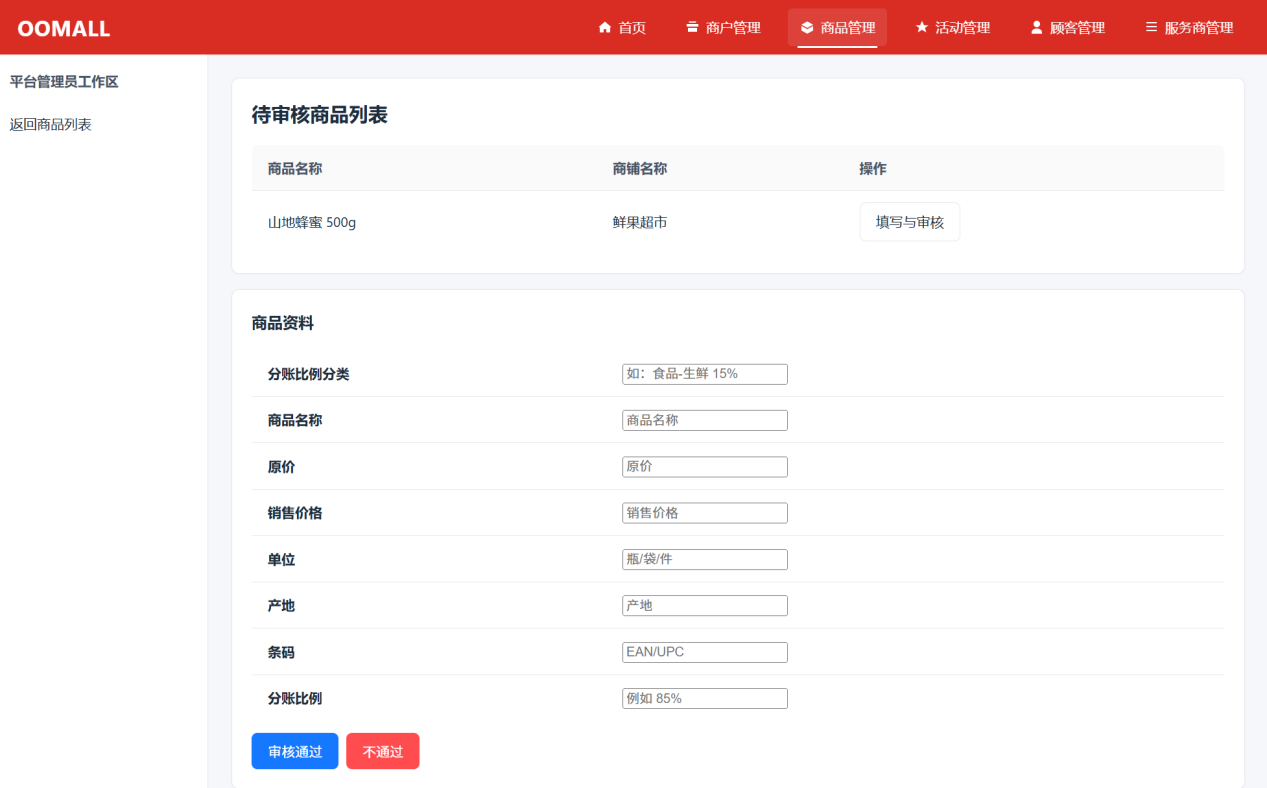 OOMALL 首页 商户管理 商品管理 活动管理 顾客管理 服务商管理
平台管理员工作区
返回商品列表
待审核商品列表
商品名称 商铺名称 操作
山地蜂蜜 500g 鲜果超市 填写与审核
商品资料
分账比例分类 如：食品-生鲜 15%
商品名称 商品名称
原价 原价
销售价格 销售价格
单位 瓶/袋/件
产地 产地
条码 EAN/UPC
分账比例 例如 85%
审核通过 不通过